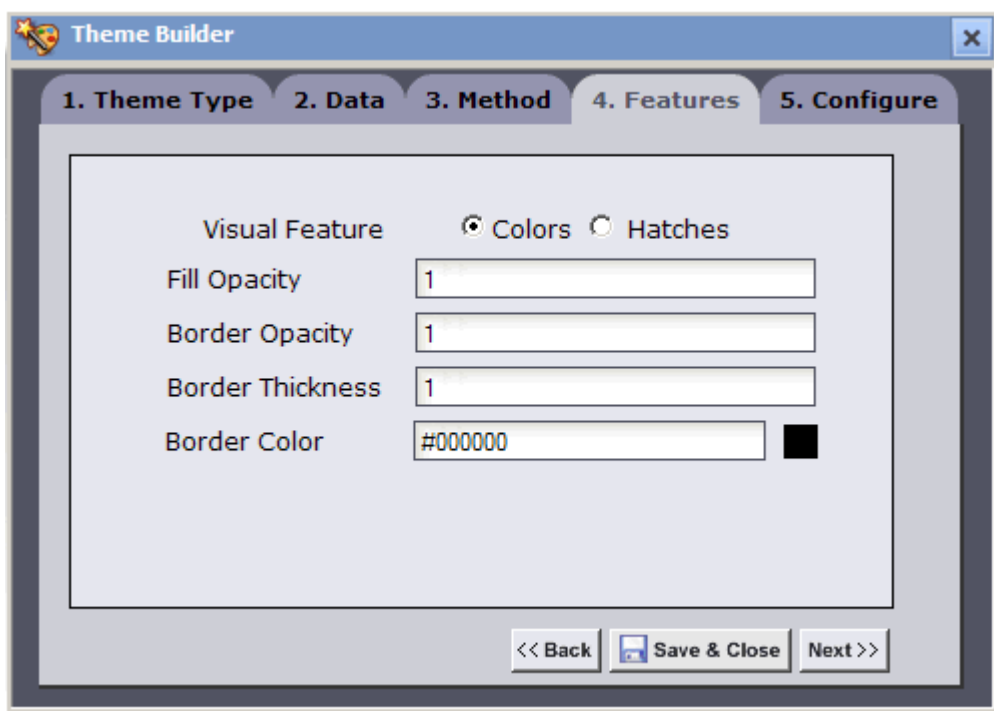 Theme Builder
1. Theme Type 2. Data 3. Method 4. Features 5. Configure
Visual Feature Colors Hatches
Fill Opacity 1
Border Opacity 1
Border Thickness 1
Border Color #000000
<< Back Save & Close Next >>